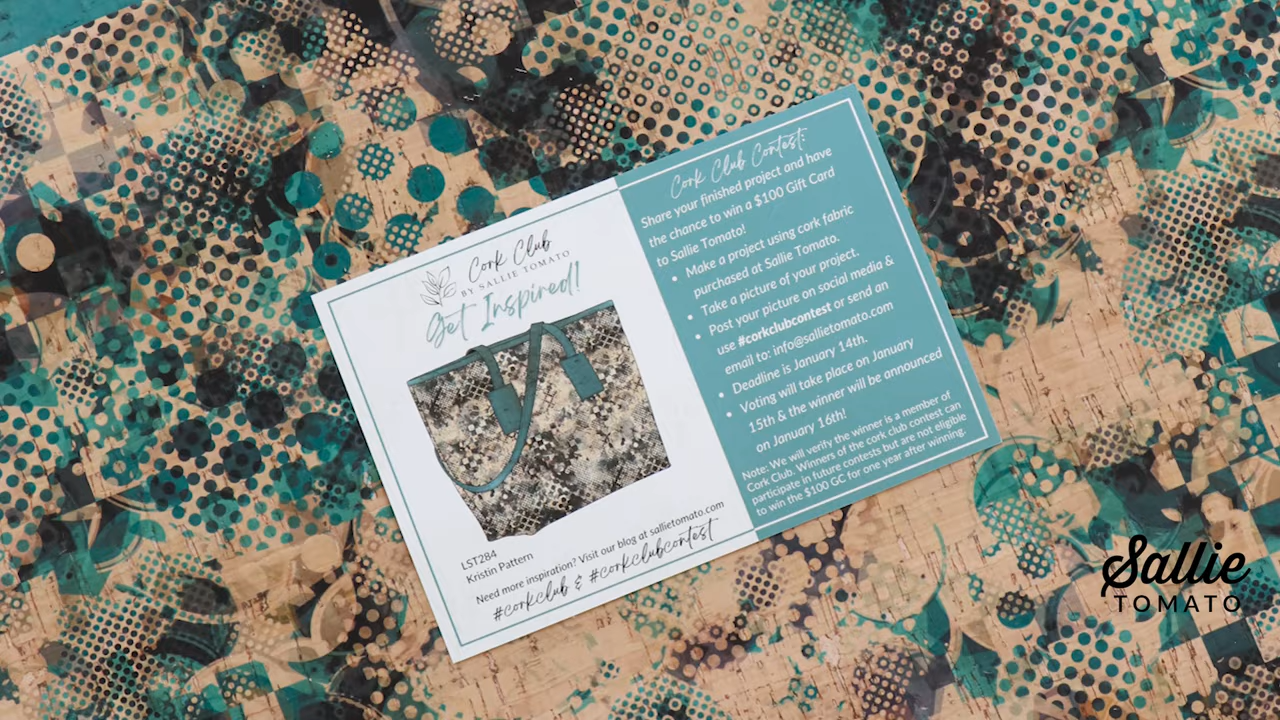 Cork Club
BY SALLIE TOMATO
Get Inspired!
LST284
Kristin Pattern
Need more inspiration? Visit our blog at sallietomato.com
#corkclub & #corkclubcontest
Cork Club Contest:
Share your finished project and have
the chance to win a $100 Gift Card
to Sallie Tomato!
• Make a project using cork fabric
purchased at Sallie Tomato.
• Take a picture of your project.
• Post your picture on social media &
use #corkclubcontest or send an
email to: info@sallietomato.com
• Deadline is January 14th.
• Voting will take place on January
15th & the winner will be announced
on January 16th!
Note: We will verify the winner is a member of
Cork Club. Winners of the cork club contest can
participate in future contests but are not eligible
to win the $100 GC for one year after winning.
Sallie
TOMATO